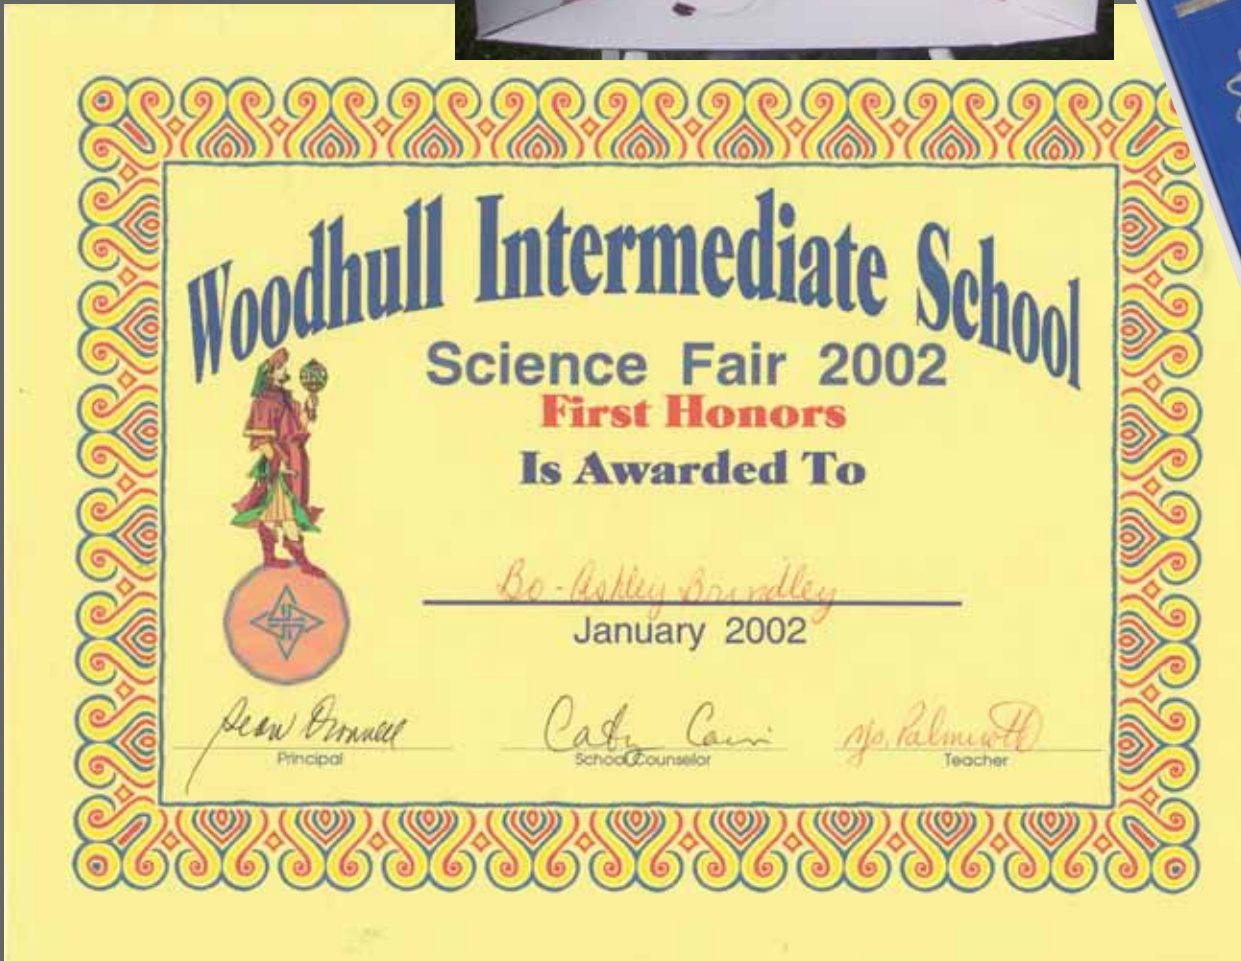 Woodhull Intermediate School
Science Fair 2002
First Honors
Is Awarded To
Bo-Ashley Brindley
January 2002
Principal
School Counselor
Teacher